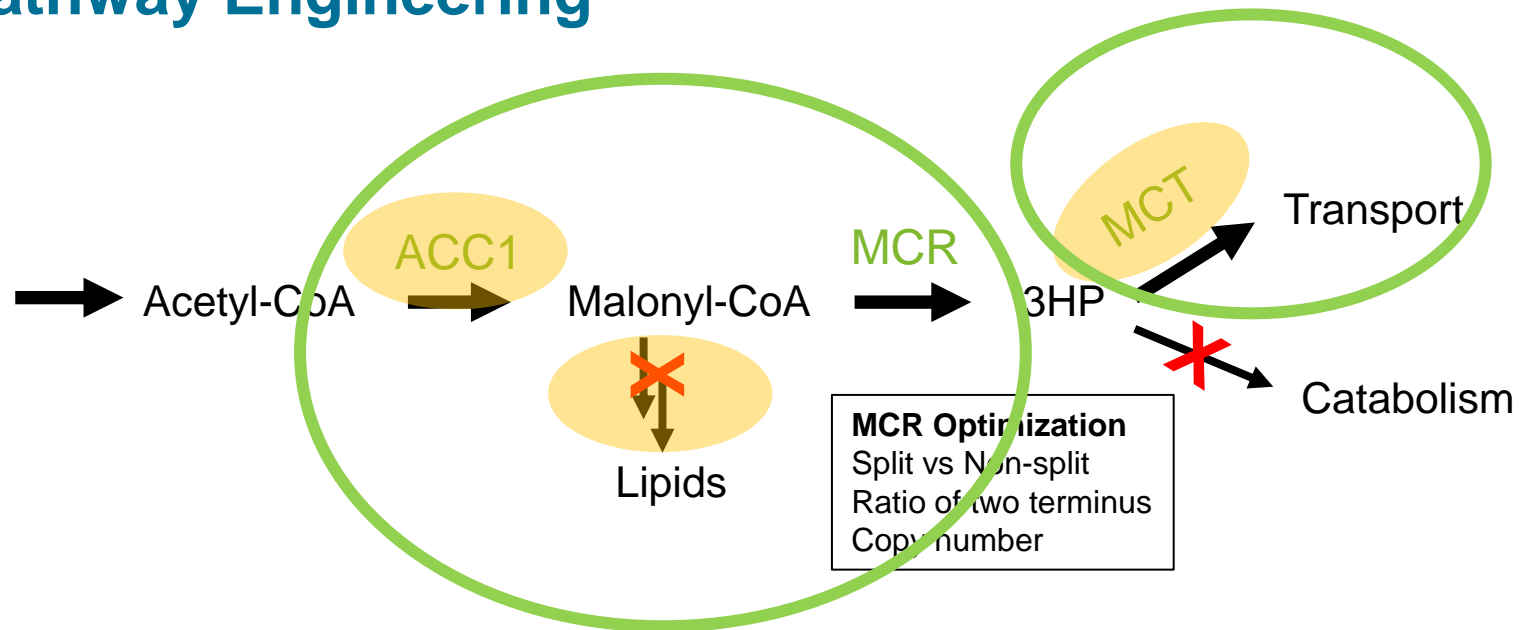 athway Engineering
ACC1
MCR
MCT
Transport
Acetyl-CoA
Malonyl-CoA
3HP
X
X
Catabolism
Lipids
MCR Optimization
Split vs Non-split
Ratio of two terminus
Copy number